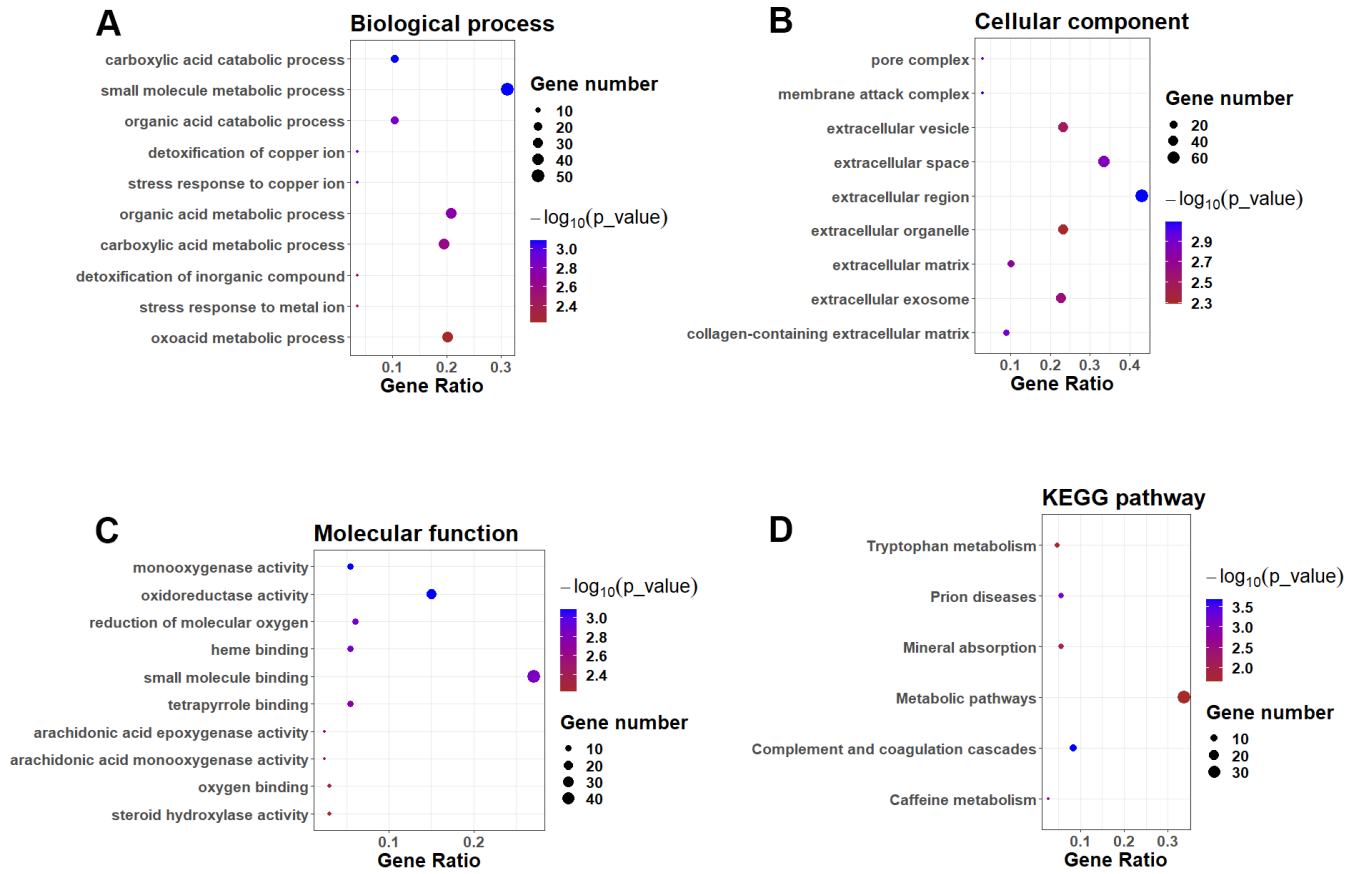 A
Biological process
carboxylic acid catabolic process
small molecule metabolic process
organic acid catabolic process
detoxification of copper ion
stress response to copper ion
organic acid metabolic process
carboxylic acid metabolic process
detoxification of inorganic compound
stress response to metal ion
oxoacid metabolic process
0.1 0.2 0.3
Gene Ratio
Gene number
10
20
30
40
50
−log10(p_value)
3.0
2.8
2.6
2.4
B
Cellular component
pore complex
membrane attack complex
extracellular vesicle
extracellular space
extracellular region
extracellular organelle
extracellular matrix
extracellular exosome
collagen-containing extracellular matrix
0.1 0.2 0.3 0.4
Gene Ratio
Gene number
20
40
60
−log10(p_value)
2.9
2.7
2.5
2.3
C
Molecular function
monooxygenase activity
oxidoreductase activity
reduction of molecular oxygen
heme binding
small molecule binding
tetrapyrrole binding
arachidonic acid epoxygenase activity
arachidonic acid monooxygenase activity
oxygen binding
steroid hydroxylase activity
0.1 0.2
Gene Ratio
−log10(p_value)
3.0
2.8
2.6
2.4
Gene number
10
20
30
40
D
KEGG pathway
Tryptophan metabolism
Prion diseases
Mineral absorption
Metabolic pathways
Complement and coagulation cascades
Caffeine metabolism
0.1 0.2 0.3
Gene Ratio
−log10(p_value)
3.5
3.0
2.5
2.0
Gene number
10
20
30